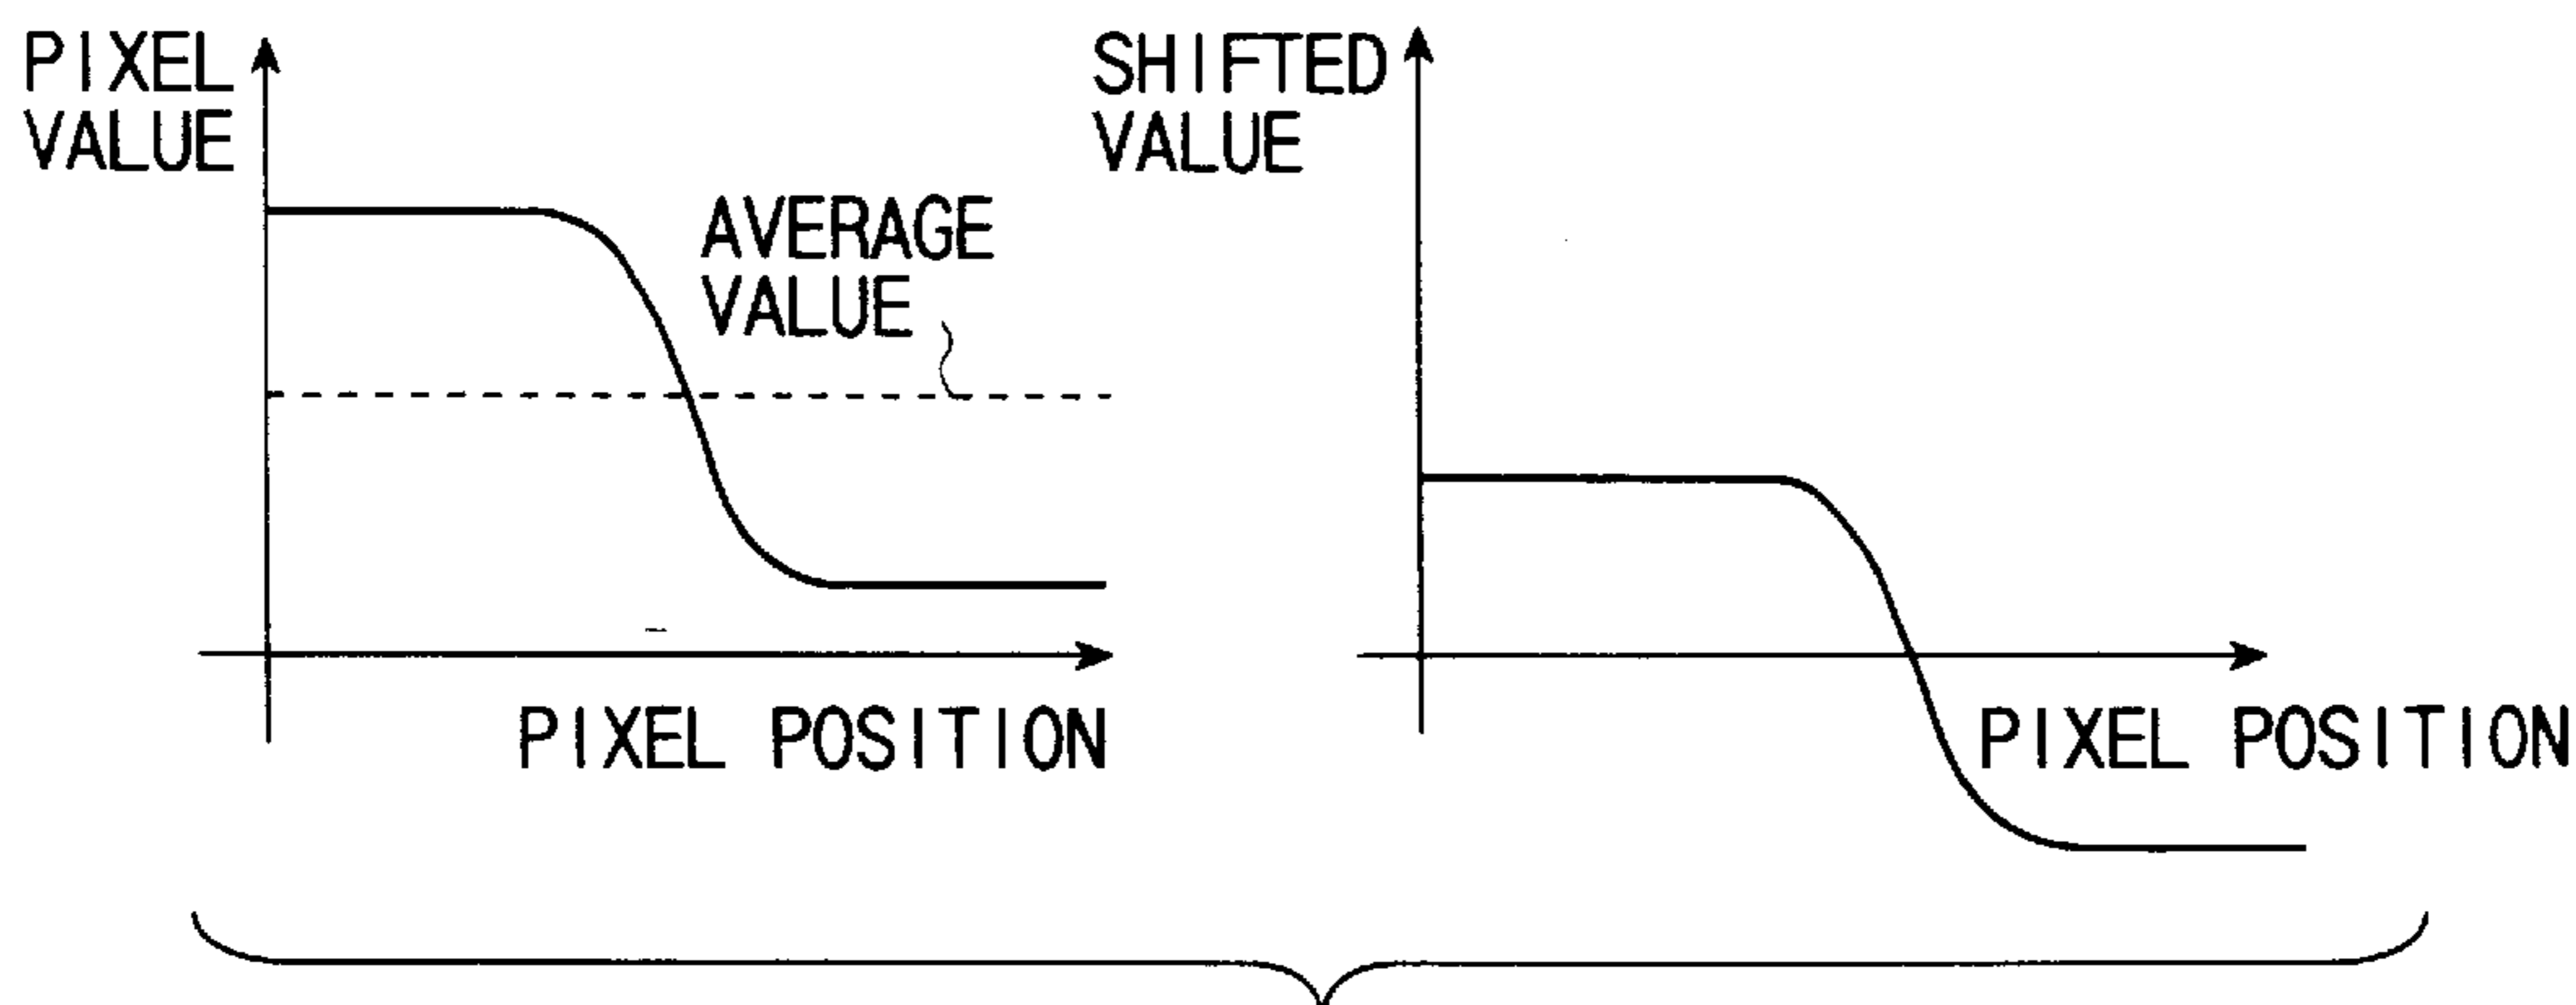 PIXEL
VALUE
AVERAGE
VALUE
PIXEL POSITION
SHIFTED
VALUE
PIXEL POSITION